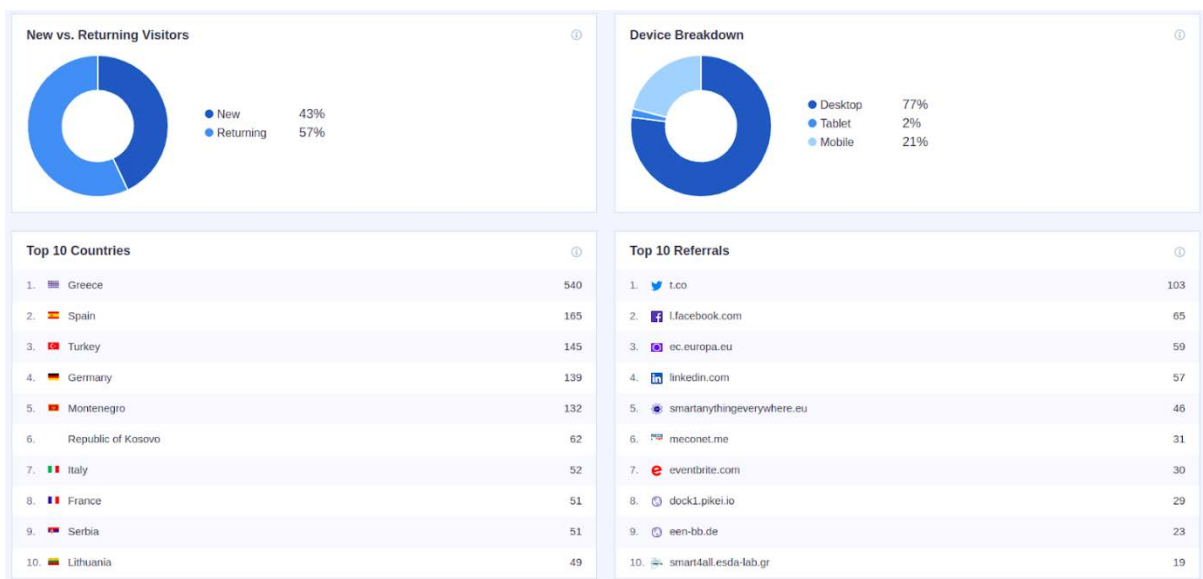 New vs. Returning Visitors
New 43%
Returning 57%
Device Breakdown
Desktop 77%
Tablet 2%
Mobile 21%
Top 10 Countries
1. Greece 540
2. Spain 165
3. Turkey 145
4. Germany 139
5. Montenegro 132
6. Republic of Kosovo 62
7. Italy 52
8. France 51
9. Serbia 51
10. Lithuania 49
Top 10 Referrals
1. t.co 103
2. l.facebook.com 65
3. ec.europa.eu 59
4. linkedin.com 57
5. smartanythingeverywhere.eu 46
6. meconet.me 31
7. eventbrite.com 30
8. dock1.pikei.io 29
9. een-bb.de 23
10. smart4all.esda-lab.gr 19